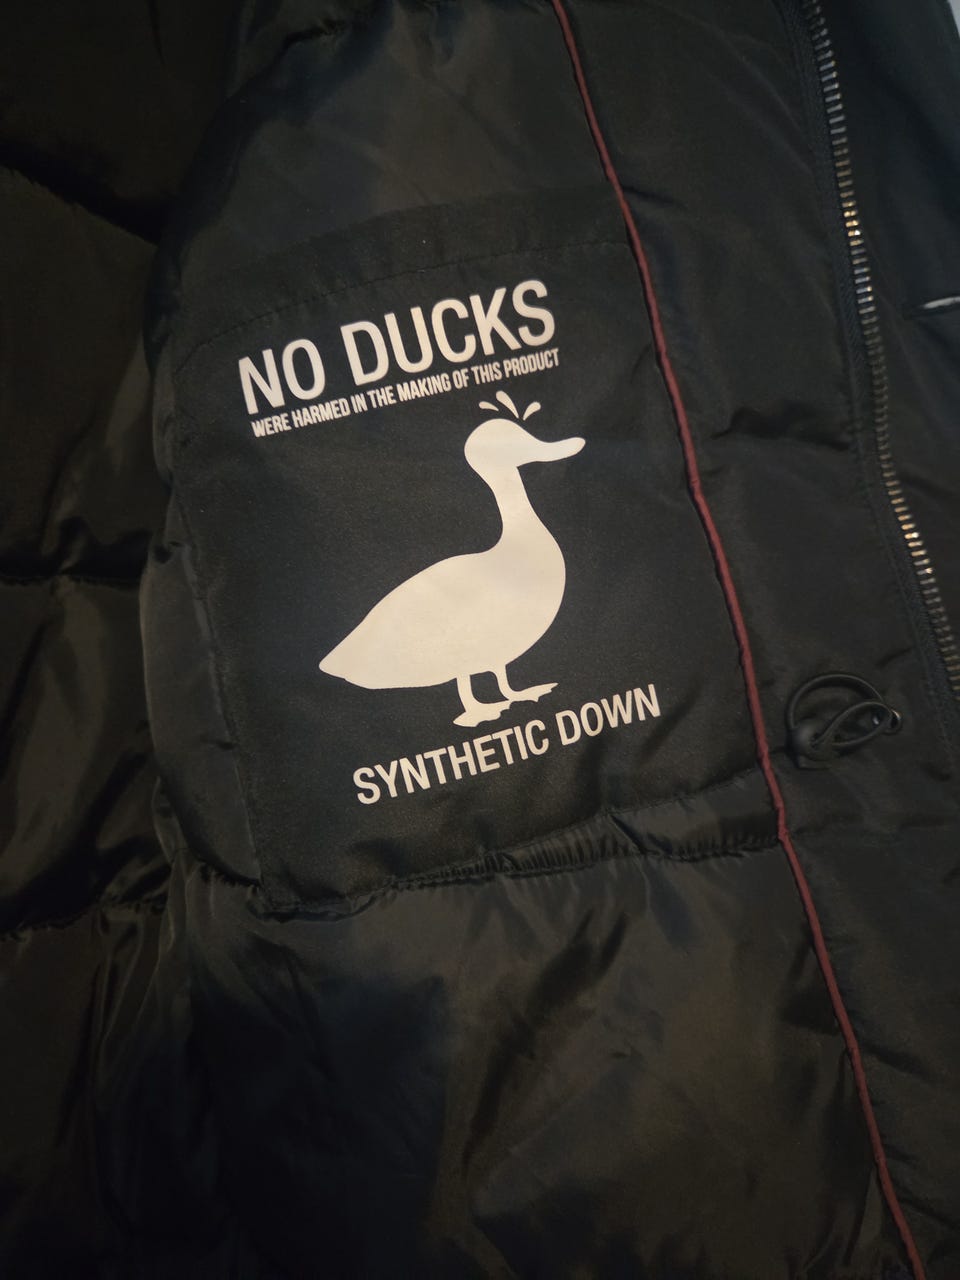 NO DUCKS
WERE HARMED IN THE MAKING OF THIS PRODUCT
SYNTHETIC DOWN